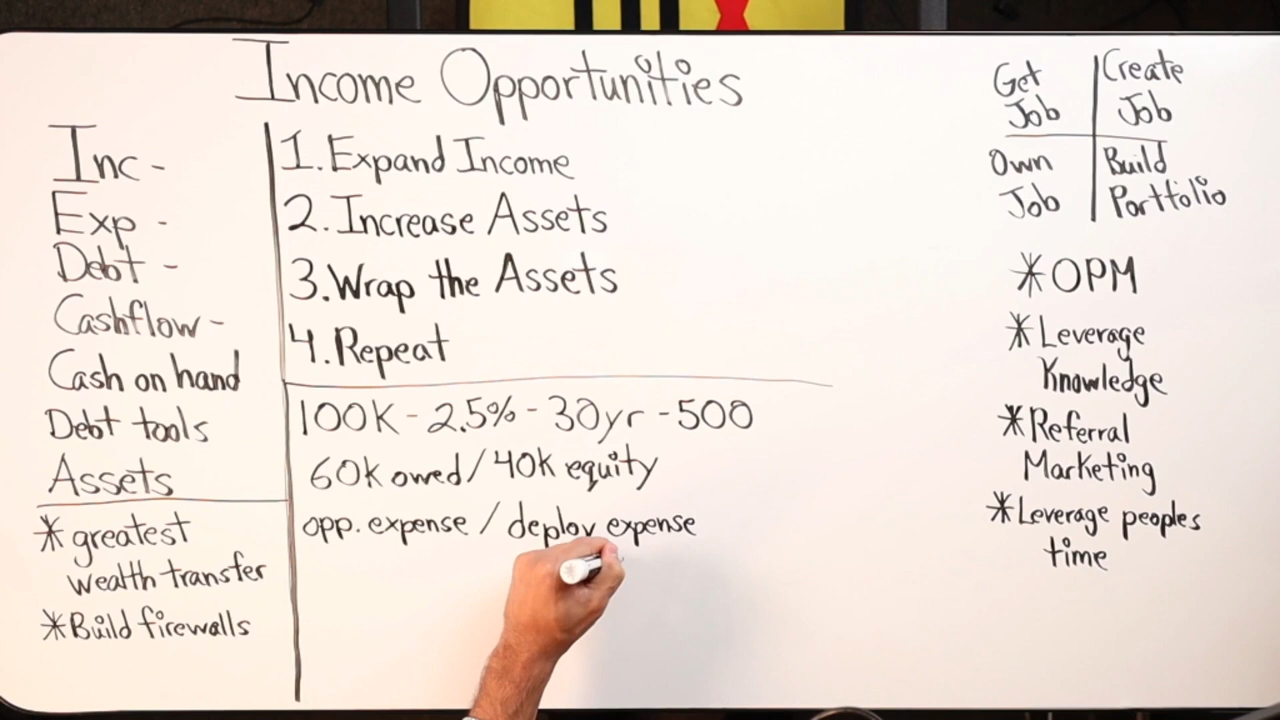 Income Opportunities
Inc -
Exp -
Debt -
Cashflow -
Cash on hand
Debt tools
Assets
* greatest
wealth transfer
* Build firewalls
1. Expand Income
2. Increase Assets
3. Wrap the Assets
4. Repeat
100K - 2.5% - 30yr - 500
60K owed / 40K equity
opp. expense / deploy expense
Get Job
Create Job
Own Job
Build Portfolio
* OPM
* Leverage
Knowledge
* Referral
Marketing
* Leverage peoples
time